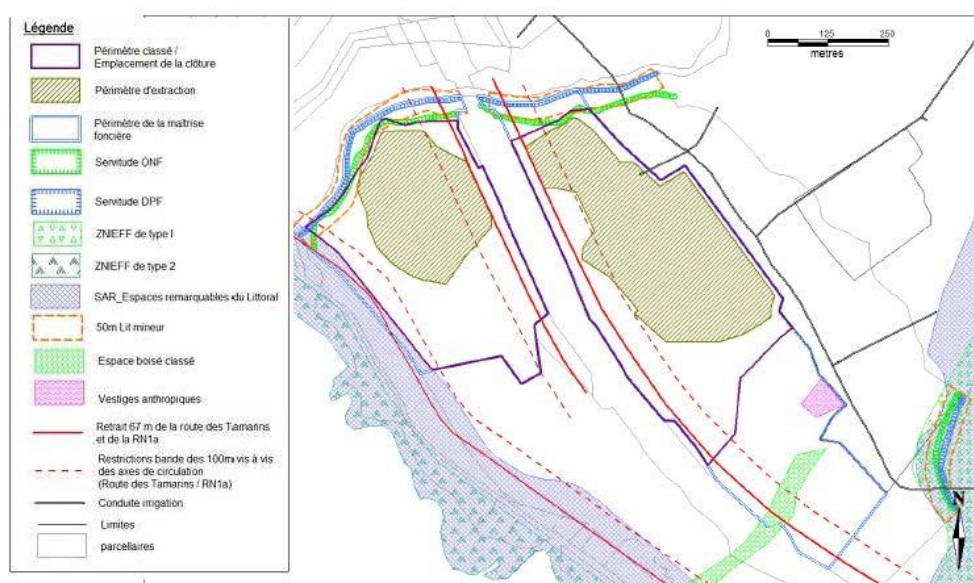 Légende
Périmètre classé /
Emplacement de la clôture
Périmètre d'extraction
Périmètre de la maîtrise
foncière
Servitude ONF
Servitude DPF
ZNIEFF de type I
ZNIEFF de type 2
SAR_Espaces remarquables du Littoral
50m Lit mineur
Espace boisé classé
Vestiges anthropiques
Retrait 67 m de la route des Tamarins
et de la RN1a
Restrictions bande des 100m vis à vis
des axes de circulation
(Route des Tamarins / RN1a)
Conduite irrigation
Limites
parcellaires
0 125 250
metres
N